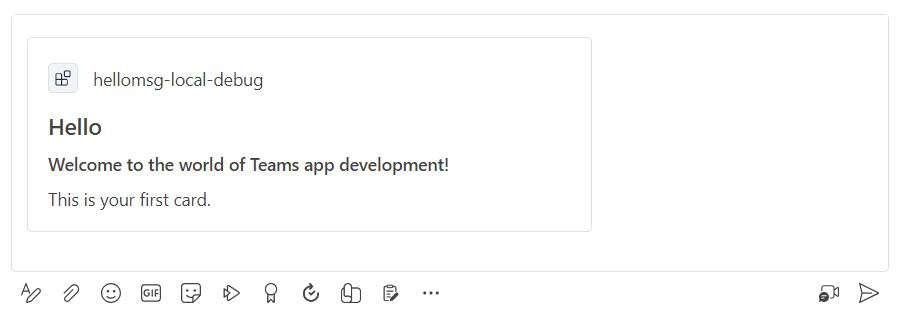 hellomsg-local-debug
Hello
Welcome to the world of Teams app development!
This is your first card.
GIF